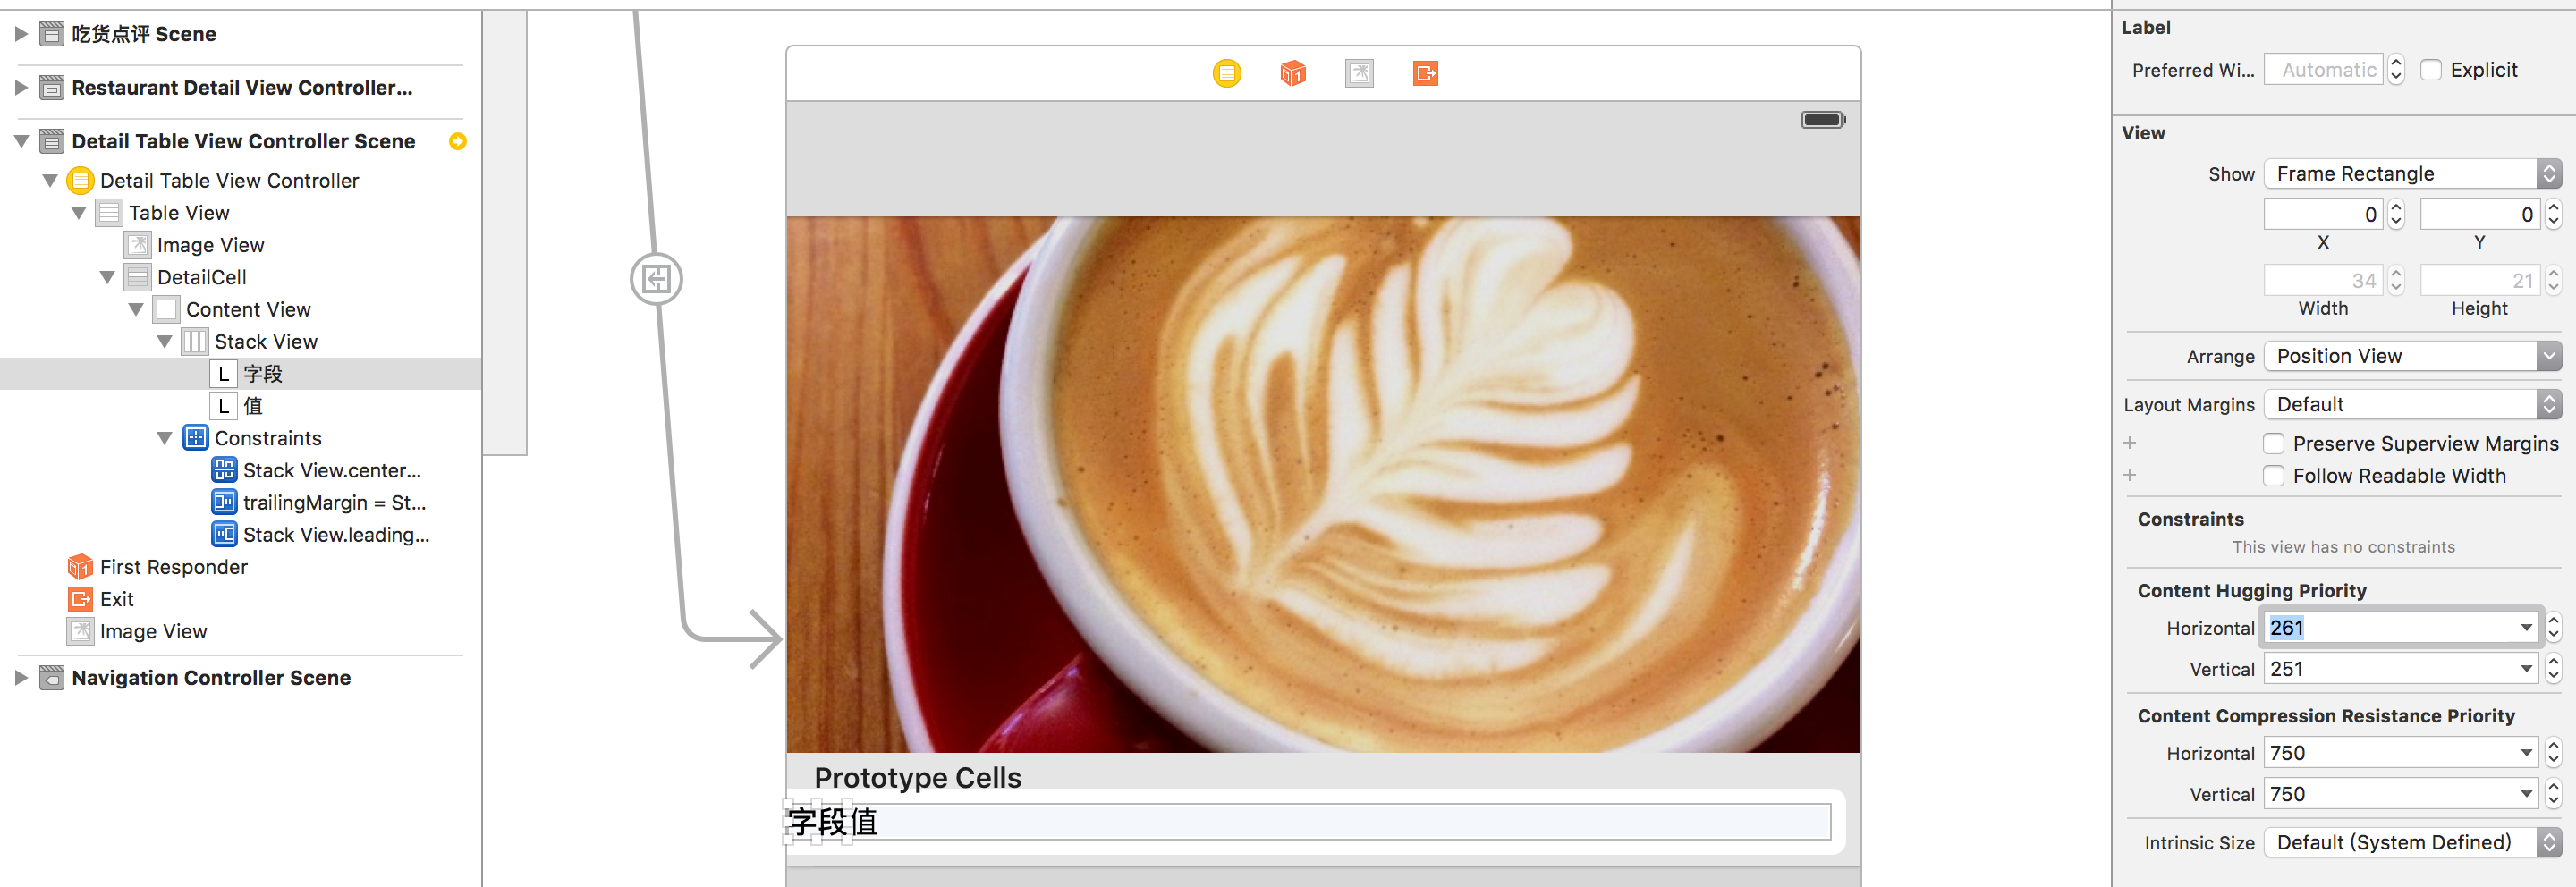 吃货点评 Scene
Restaurant Detail View Controller...
Detail Table View Controller Scene
Detail Table View Controller
Table View
Image View
DetailCell
Content View
Stack View
L 字段
L 值
Constraints
Stack View.center...
trailingMargin = St...
Stack View.leading...
First Responder
Exit
Image View
Navigation Controller Scene
Prototype Cells
字段值
Label
Preferred Wi... Automatic Explicit
View
Show Frame Rectangle
0 0
X Y
34 21
Width Height
Arrange Position View
Layout Margins Default
Preserve Superview Margins
Follow Readable Width
Constraints
This view has no constraints
Content Hugging Priority
Horizontal 261
Vertical 251
Content Compression Resistance Priority
Horizontal 750
Vertical 750
Intrinsic Size Default (System Defined)